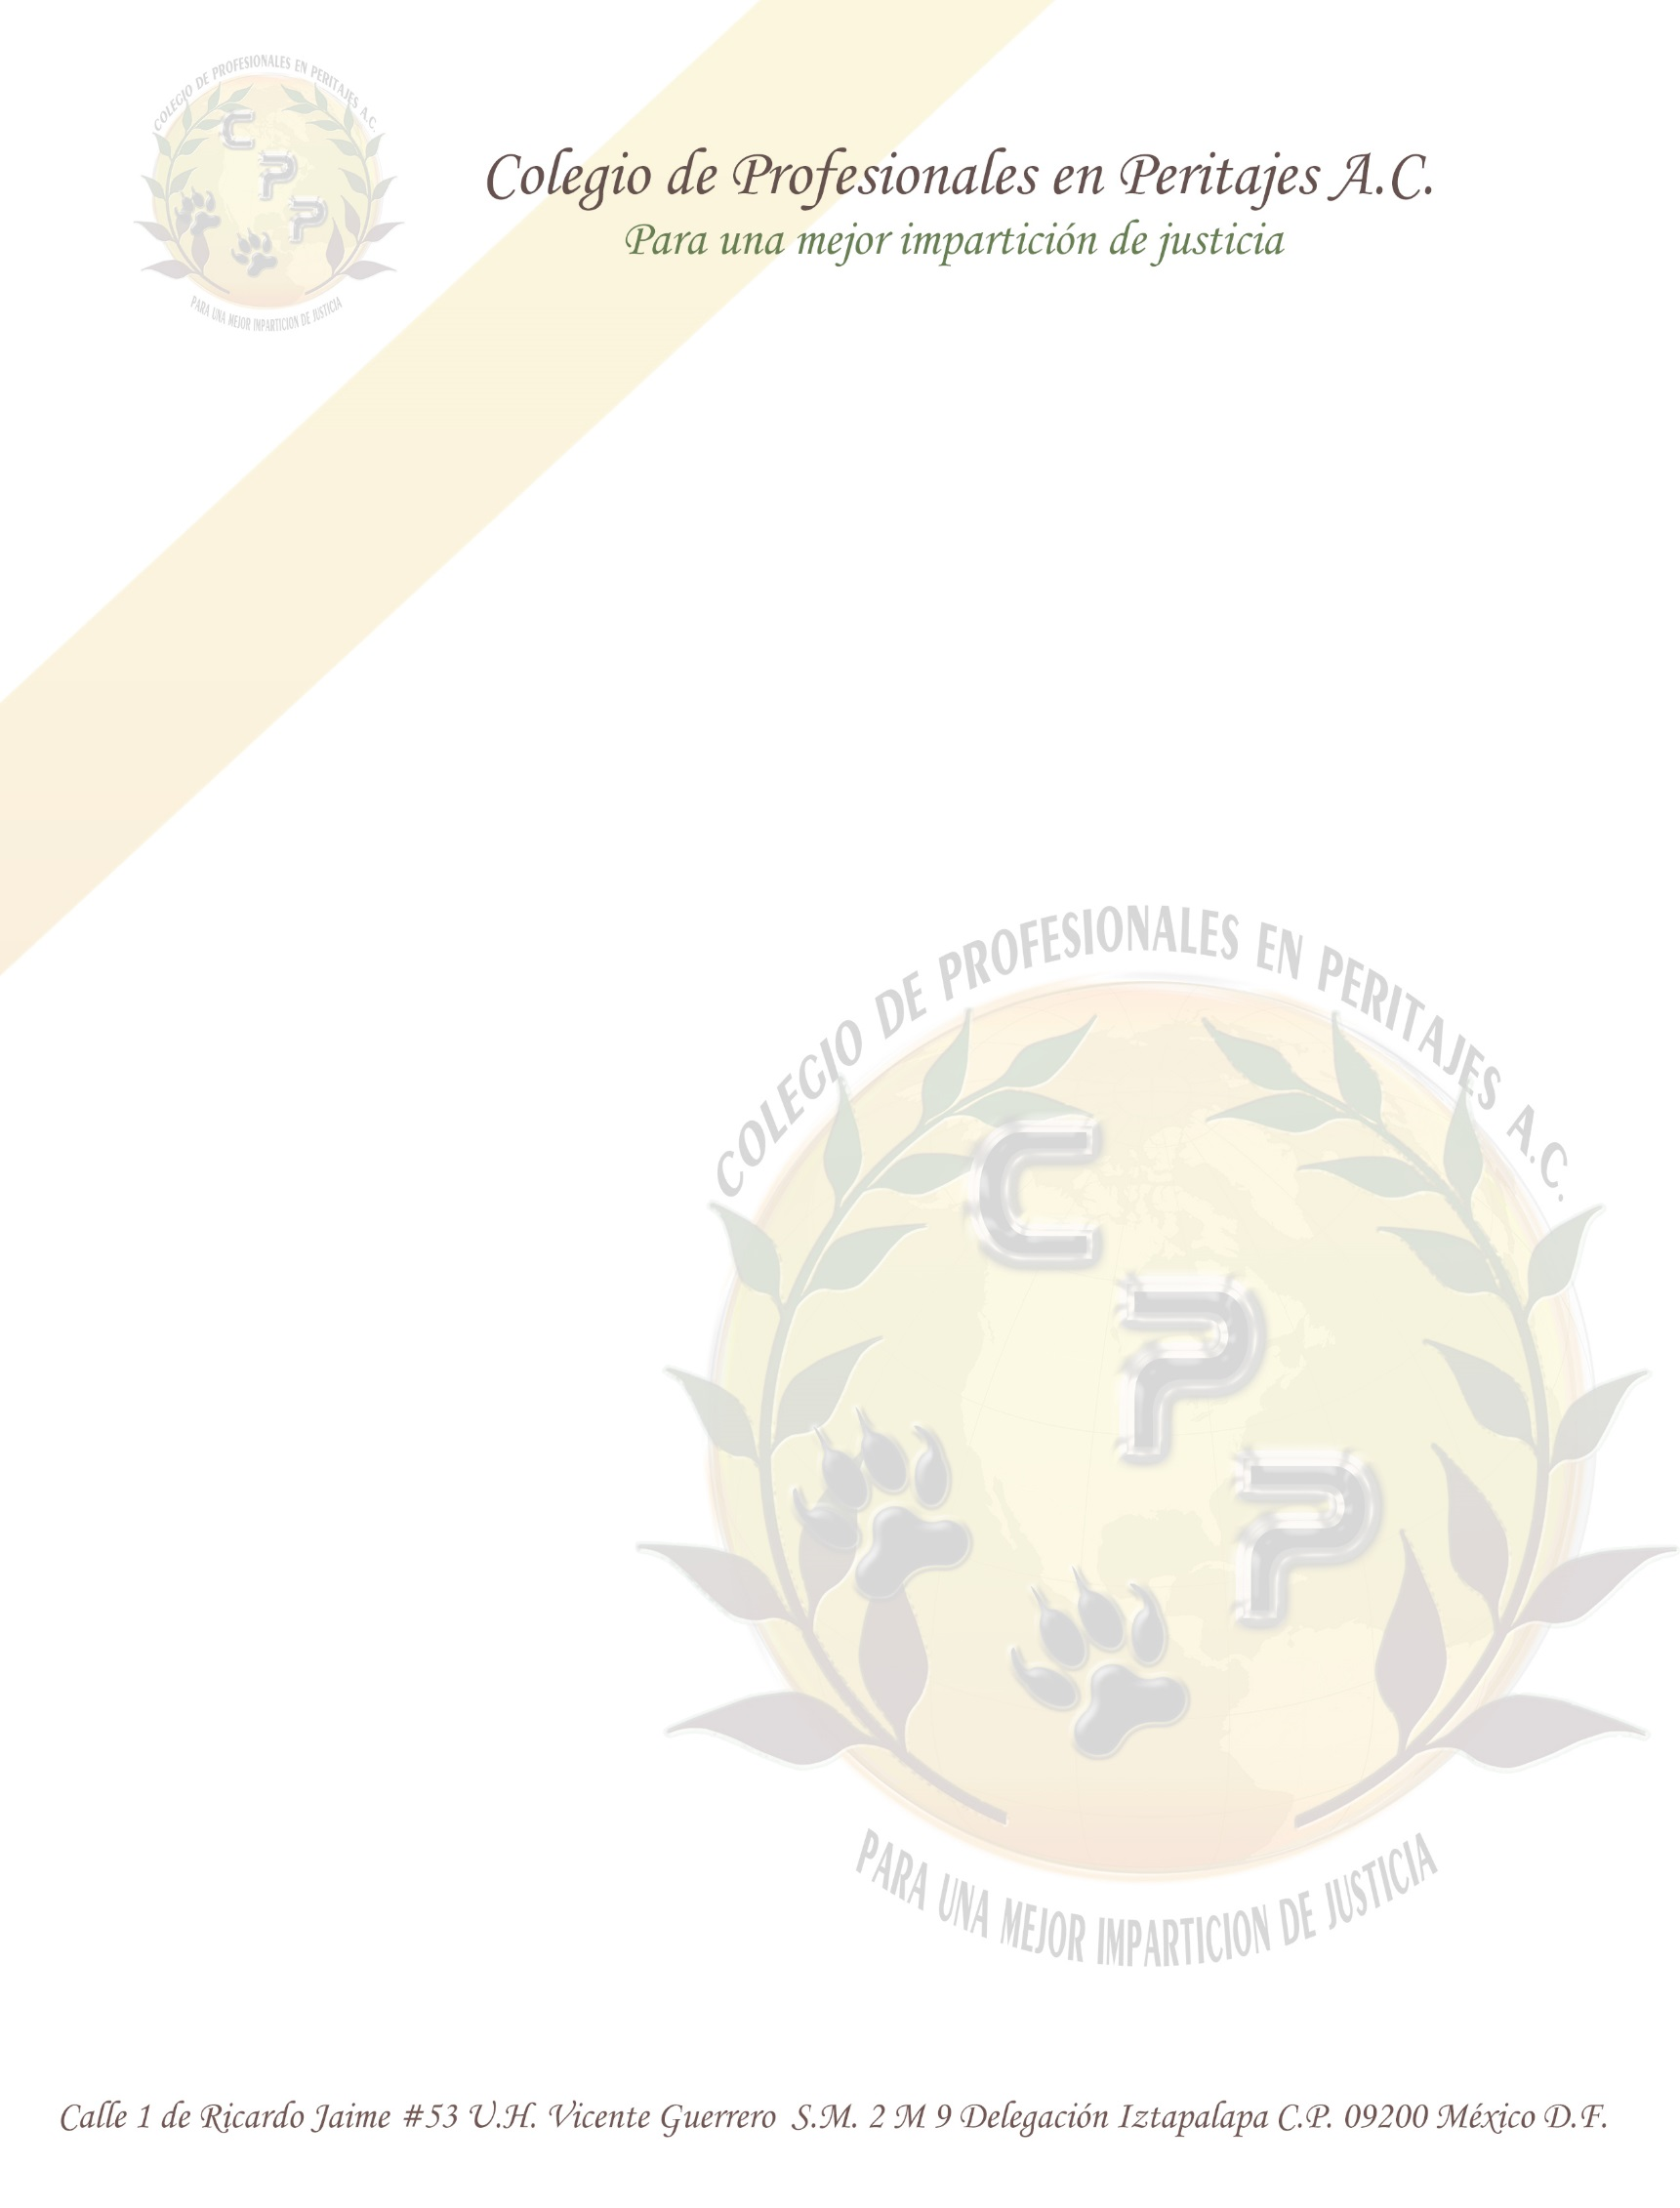 COLEGIO DE PROFESIONALES EN PERITAJES A.C.
C
P
P
PARA UNA MEJOR IMPARTICION DE JUSTICIA
Colegio de Profesionales en Peritajes A.C.
Para una mejor impartición de justicia
COLEGIO DE PROFESIONALES EN PERITAJES A.C.
C
P
P
PARA UNA MEJOR IMPARTICION DE JUSTICIA
Calle 1 de Ricardo Jaime #53 U.H. Vicente Guerrero S.M. 2 M 9 Delegación Iztapalapa C.P. 09200 México D.F.